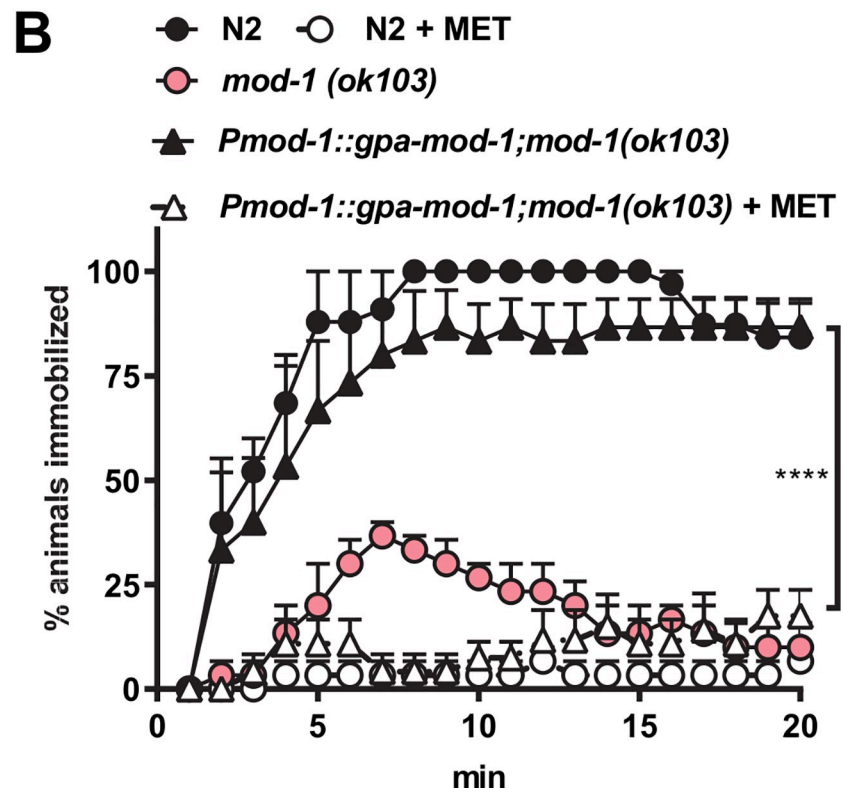 B
N2 N2 + MET
mod-1 (ok103)
Pmod-1::gpa-mod-1;mod-1(ok103)
Pmod-1::gpa-mod-1;mod-1(ok103) + MET
% animals immobilized
100
75
50
25
0
****
0 5 10 15 20
min